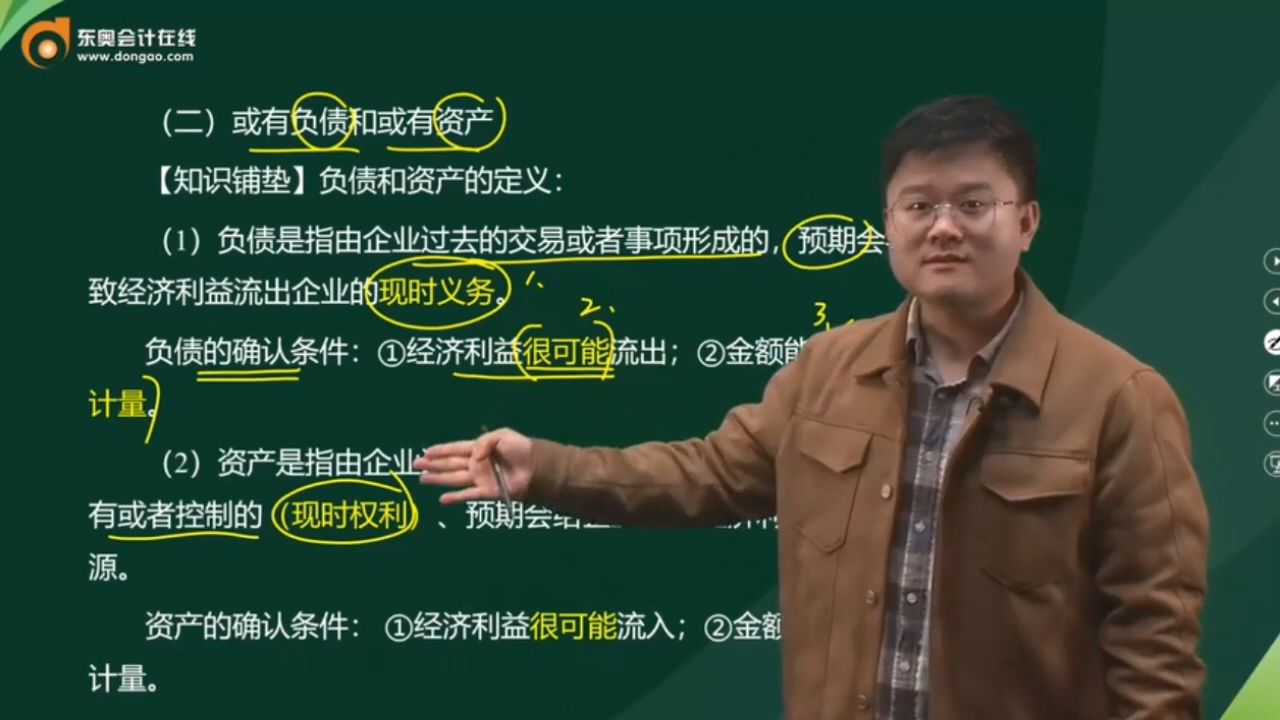 东奥会计在线
www.dongao.com
（二）或有负债和或有资产
【知识铺垫】负债和资产的定义：
（1）负债是指由企业过去的交易或者事项形成的，预期会
致经济利益流出企业的现时义务。1、
2、 3、
负债的确认条件：①经济利益很可能流出；②金额能
计量。
（2）资产是指由企业
有或者控制的（现时权利）、预期会给
源。
资产的确认条件：①经济利益很可能流入；②金额
计量。